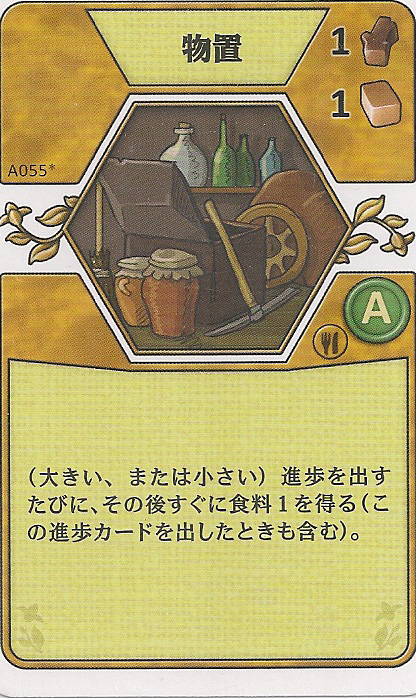 物置
1
1
A055*
A
(大きい、または小さい)進歩を出す
たびに、その後すぐに食料1を得る(こ
の進歩カードを出したときも含む)。